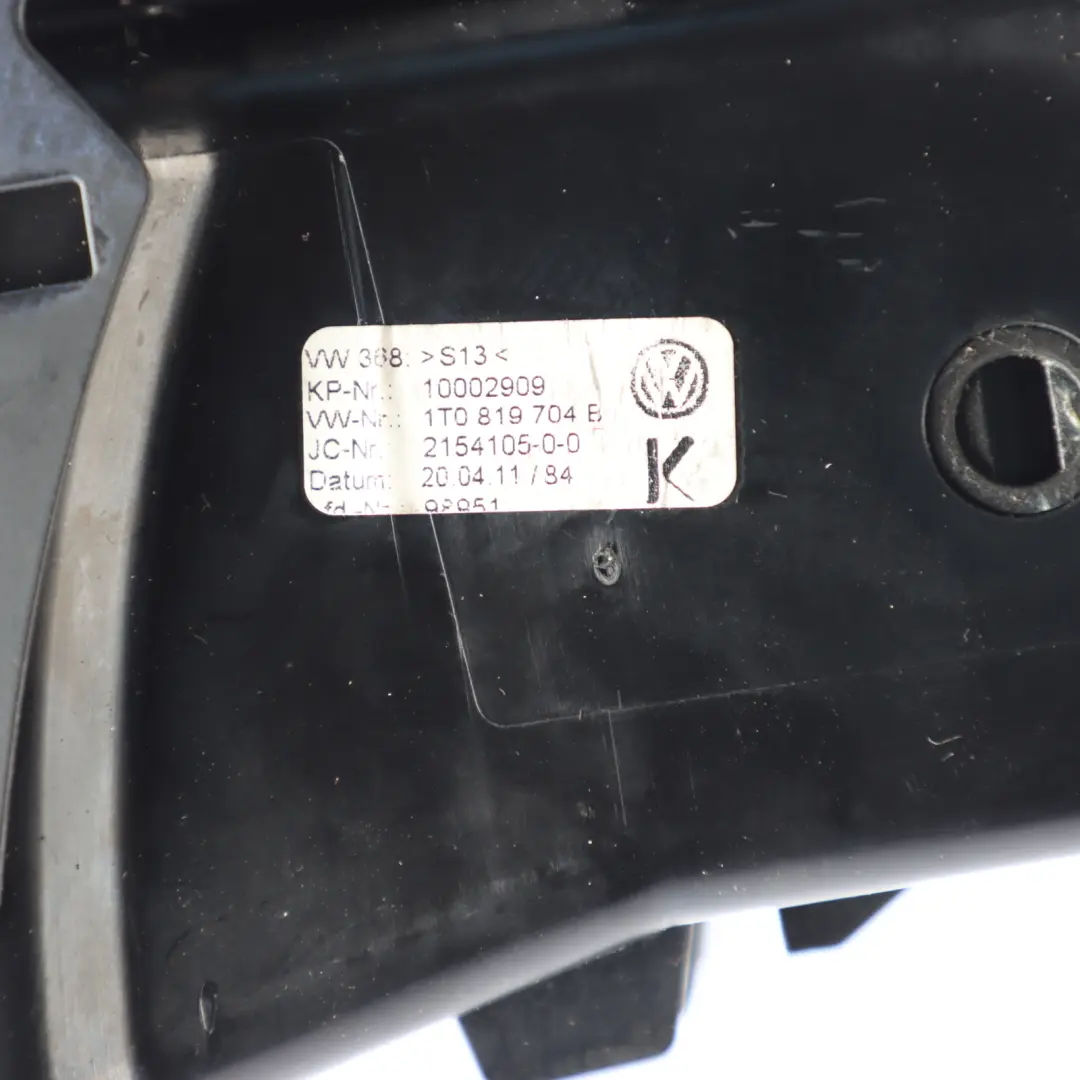 VW 368: >S13<
KP-Nr.: 10002909
VW-Nr.: 1T0 819 704 B
JC-Nr.: 2154105-0-0
Datum: 20.04.11 / 84
K